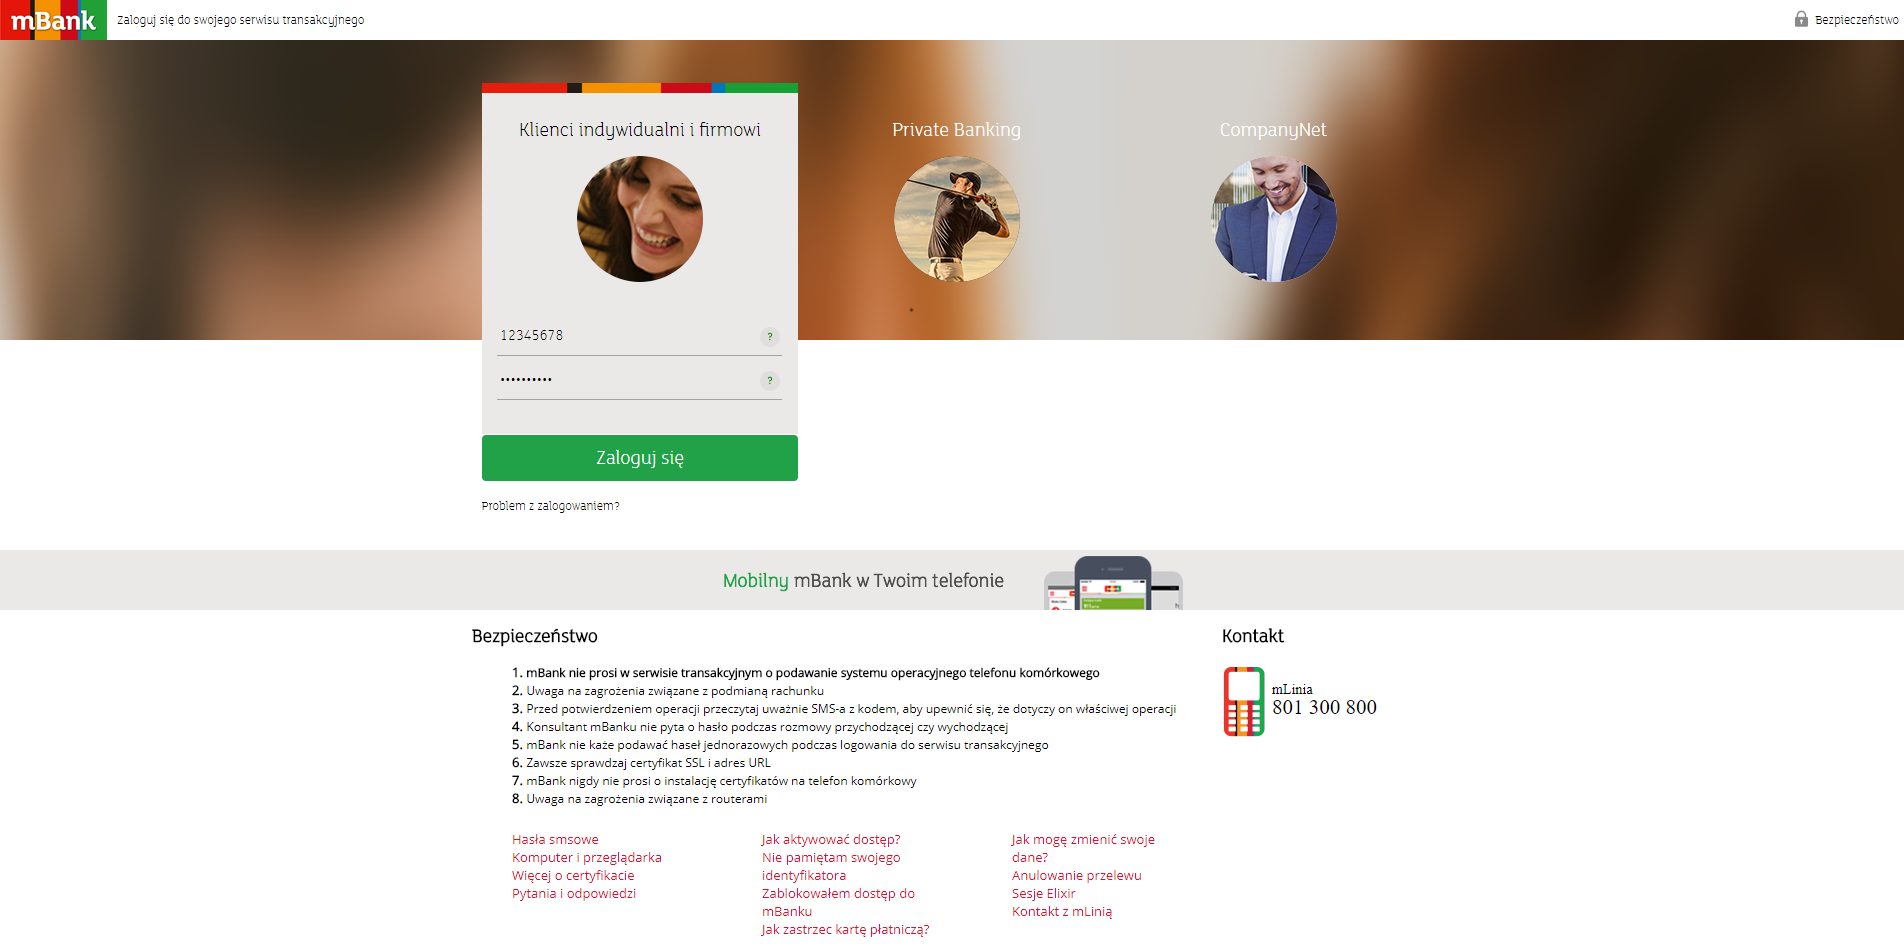 mBank
Zaloguj się do swojego serwisu transakcyjnego
Bezpieczeństwo
Klienci indywidualni i firmowi
Private Banking
CompanyNet
12345678
?
••••••••••
?
Zaloguj się
Problem z zalogowaniem?
Mobilny mBank w Twoim telefonie
Bezpieczeństwo
1. mBank nie prosi w serwisie transakcyjnym o podawanie systemu operacyjnego telefonu komórkowego
2. Uwaga na zagrożenia związane z podmianą rachunku
3. Przed potwierdzeniem operacji przeczytaj uważnie SMS-a z kodem, aby upewnić się, że dotyczy on właściwej operacji
4. Konsultant mBanku nie pyta o hasło podczas rozmowy przychodzącej czy wychodzącej
5. mBank nie każe podawać haseł jednorazowych podczas logowania do serwisu transakcyjnego
6. Zawsze sprawdzaj certyfikat SSL i adres URL
7. mBank nigdy nie prosi o instalację certyfikatów na telefon komórkowy
8. Uwaga na zagrożenia związane z routerami
Kontakt
mLinia
801 300 800
Hasła smsowe
Komputer i przeglądarka
Więcej o certyfikacie
Pytania i odpowiedzi
Jak aktywować dostęp?
Nie pamiętam swojego
identyfikatora
Zablokowałem dostęp do
mBanku
Jak zastrzec kartę płatniczą?
Jak mogę zmienić swoje
dane?
Anulowanie przelewu
Sesje Elixir
Kontakt z mLinią